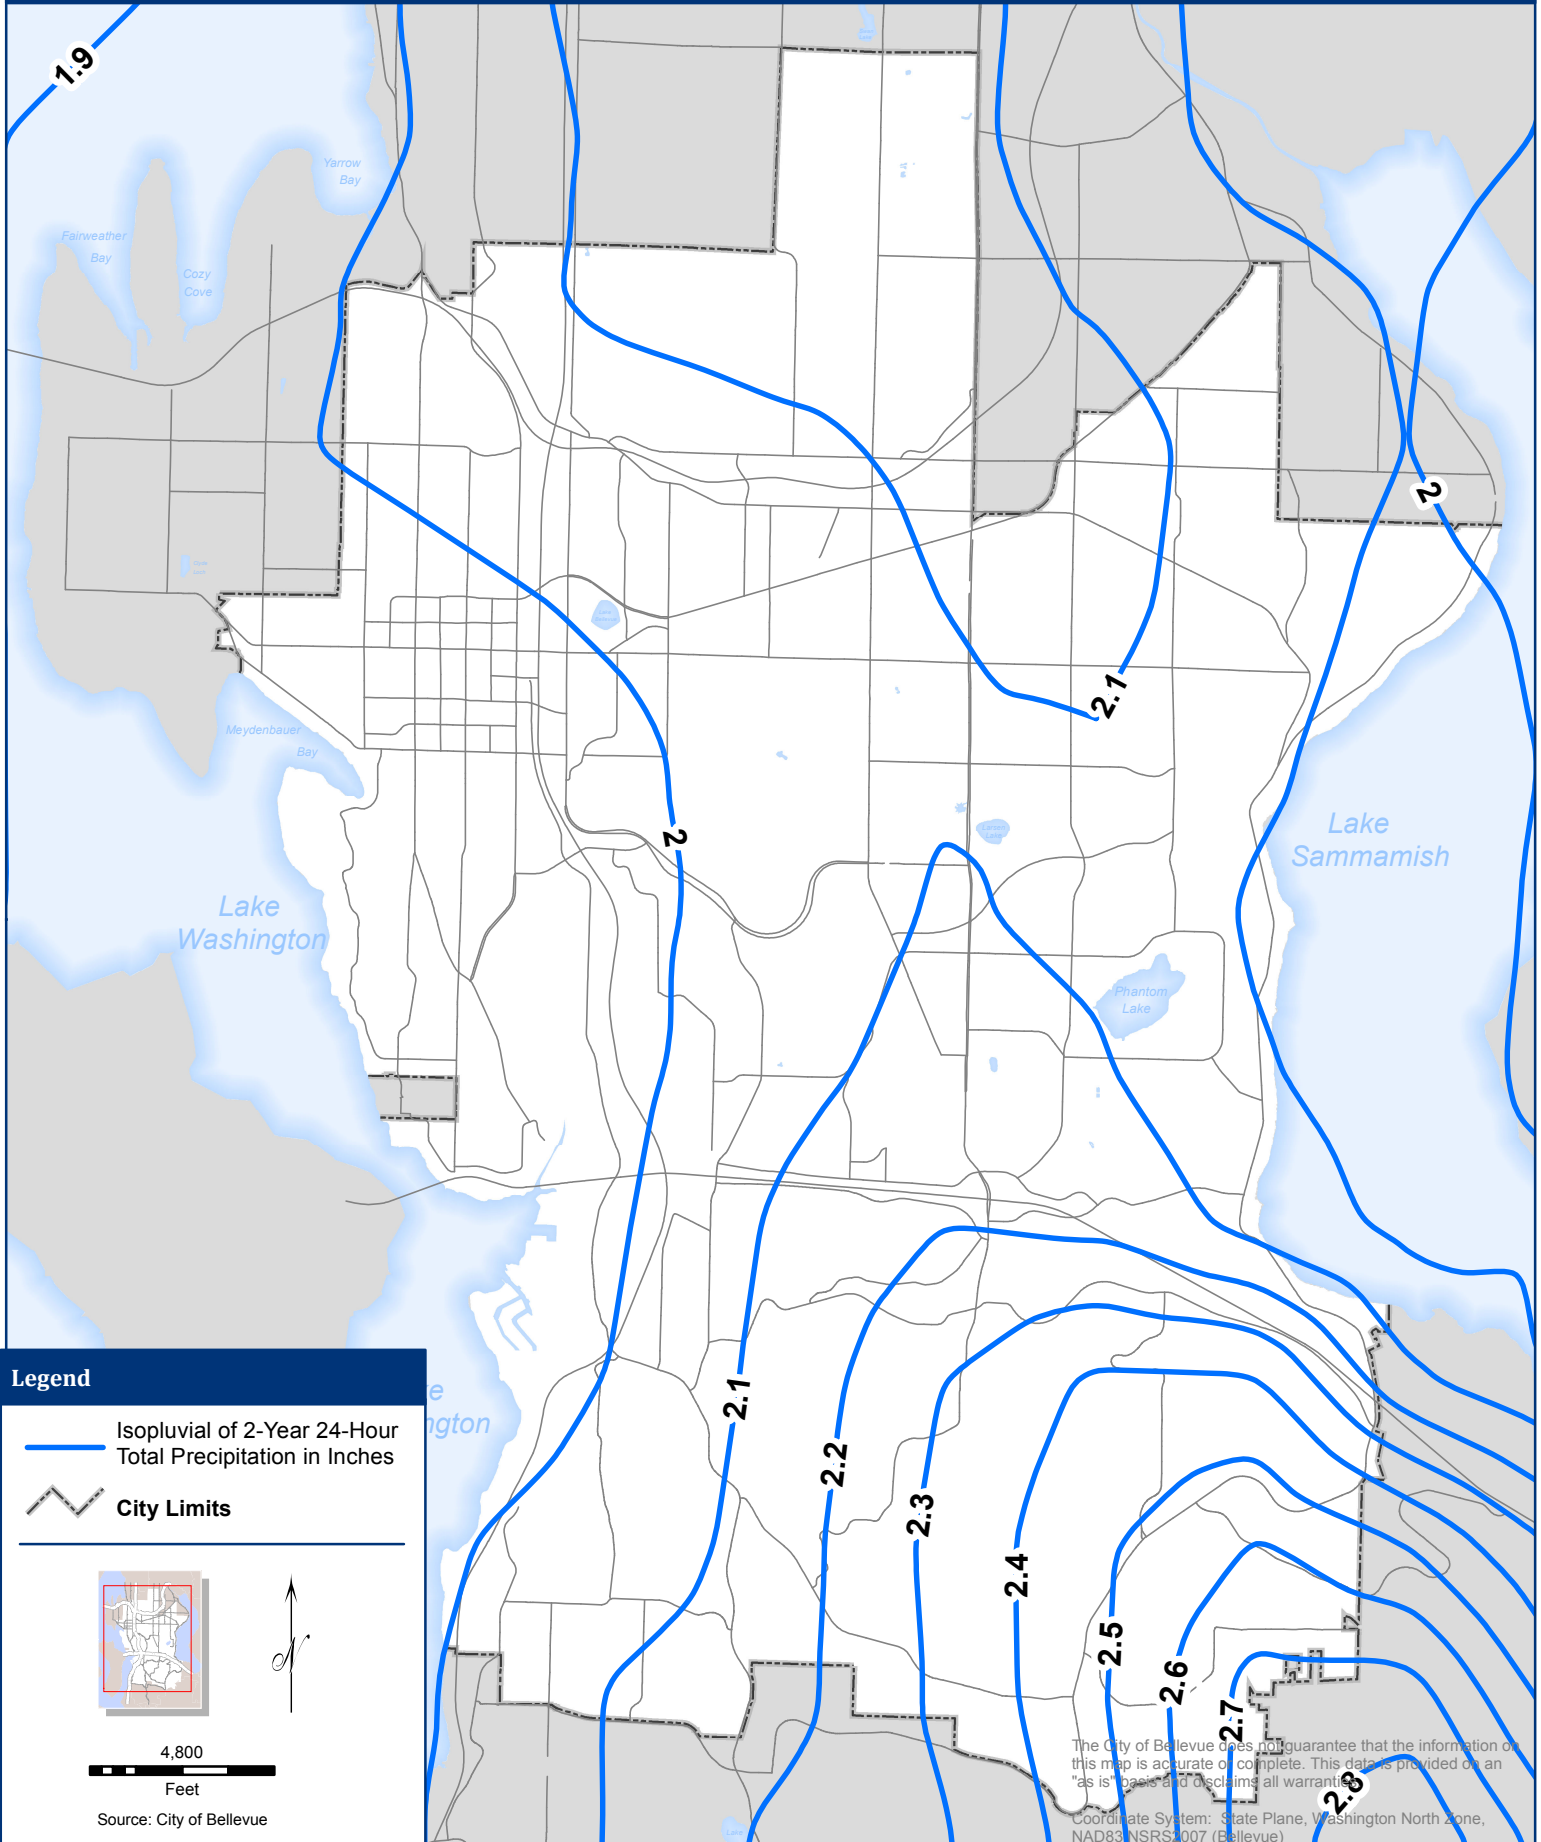 1.9
Yarrow
Bay
Fairweather
Bay
Cozy
Cove
2
2.1
Meydenbauer
Bay
2
Larsen
Lake
Lake
Sammamish
Lake
Washington
Phantom
Lake
2.1
2.2
2.3
2.4
2.5
2.6
2.7
2.8
Legend
Isopluvial of 2-Year 24-Hour
Total Precipitation in Inches
City Limits
N
4,800
Feet
Source: City of Bellevue
e
ngton
Lake
The City of Bellevue does not guarantee that the information on
this map is accurate or complete. This data is provided on an
"as is" basis and disclaims all warranties.
Coordinate System: State Plane, Washington North Zone,
NAD83 NSRS2007 (Bellevue)